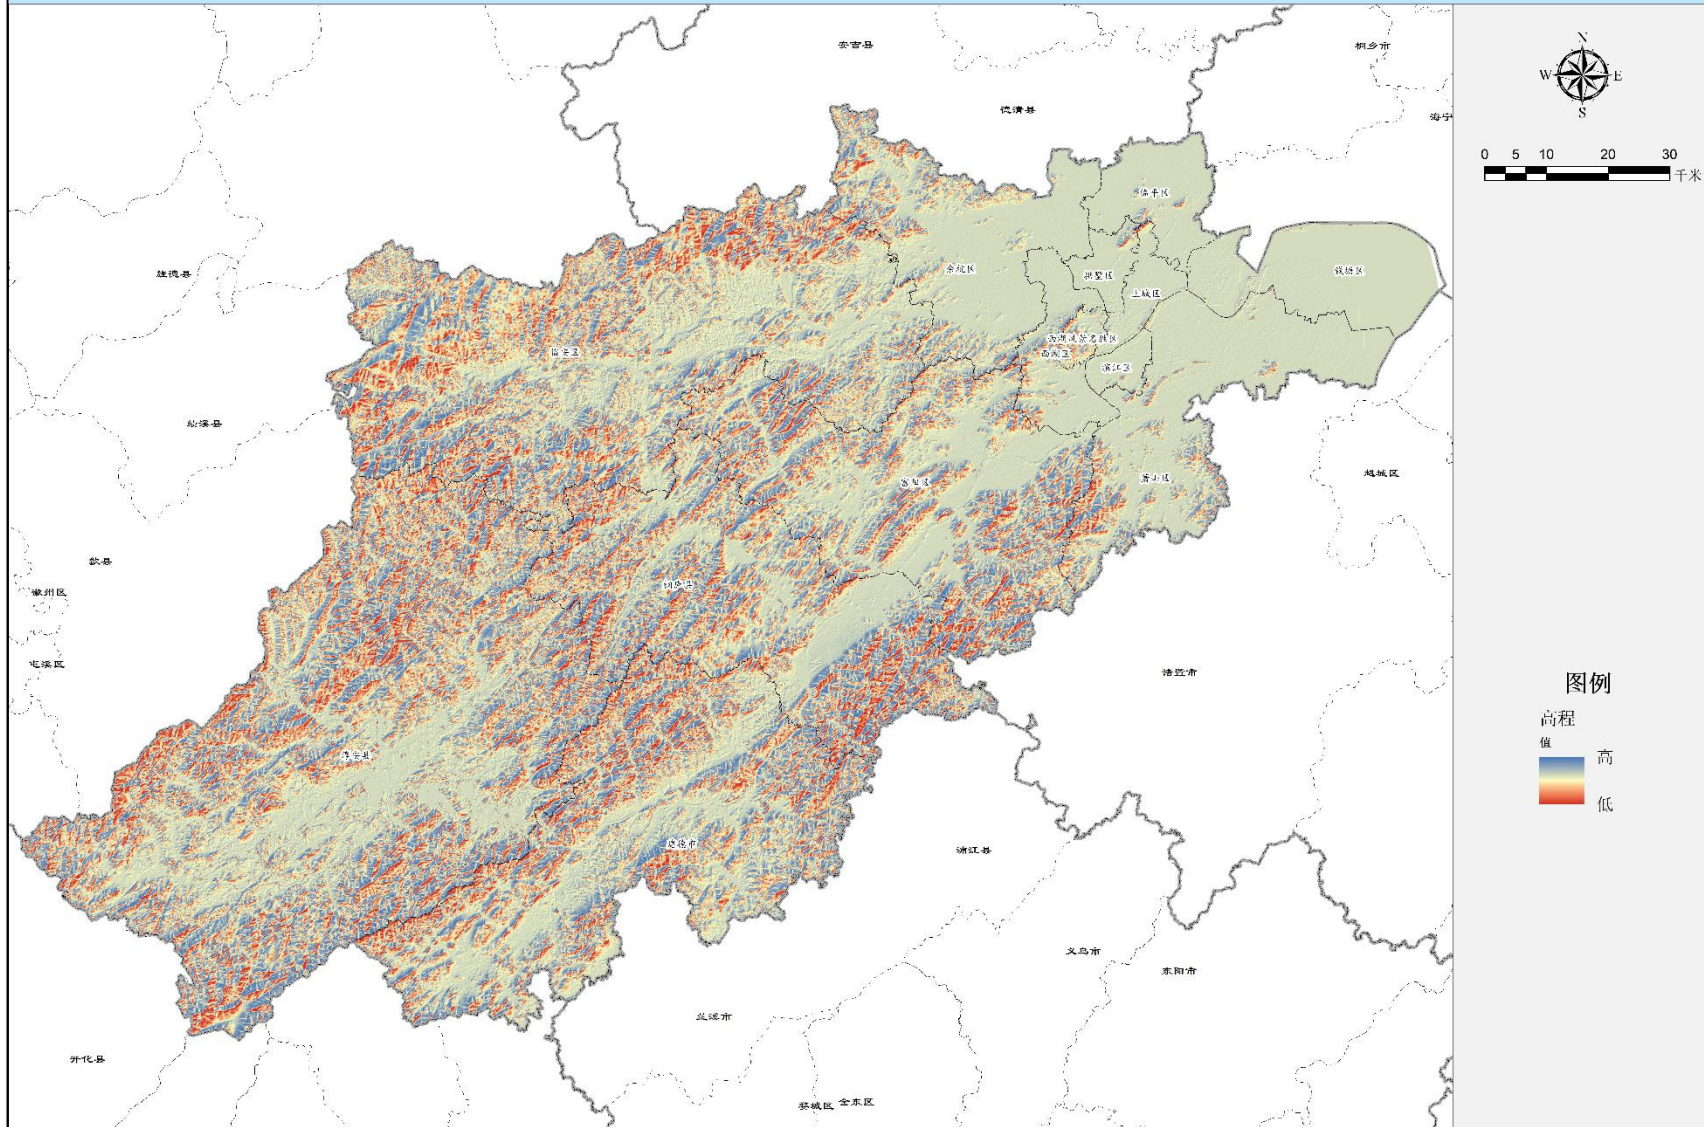 安吉县
桐乡市
N
W
E
S
德清县
海宁
0 5 10 20 30
千米
临平区
旌德县
余杭区
拱墅区
钱塘区
上城区
临安区
西湖风景名胜区
西湖区
滨江区
绩溪县
富阳区
萧山区
越城区
歙县
徽州区
桐庐县
屯溪区
诸暨市
图例
高程
值
高
低
淳安县
建德市
浦江县
义乌市
东阳市
兰溪市
开化县
婺城区
金东区